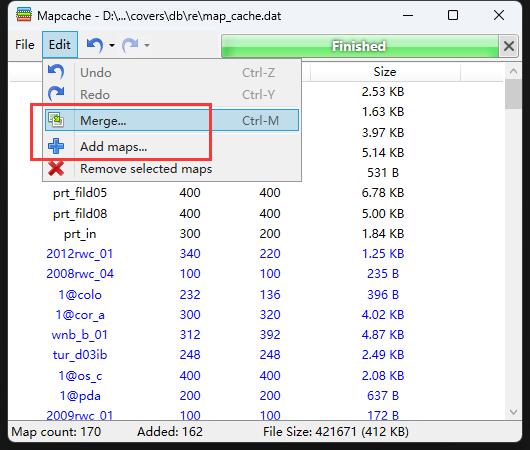 Mapcache - D:\...\covers\db\re\map_cache.dat
File Edit Finished
Undo Ctrl-Z Size
Redo Ctrl-Y 2.53 KB
Merge... Ctrl-M 1.63 KB
3.97 KB
Add maps... 5.14 KB
Remove selected maps 531 B
prt_fild05 400 400 6.78 KB
prt_fild08 400 400 5.00 KB
prt_in 300 200 1.84 KB
2012rwc_01 340 220 1.25 KB
2008rwc_04 100 100 235 B
1@colo 232 136 396 B
1@cor_a 300 320 4.02 KB
wnb_b_01 312 392 4.87 KB
tur_d03ib 248 248 2.49 KB
1@os_c 400 400 2.08 KB
1@pda 200 200 637 B
2009rwc_01 100 100 172 B
Map count: 170 Added: 162 File Size: 421671 (412 KB)